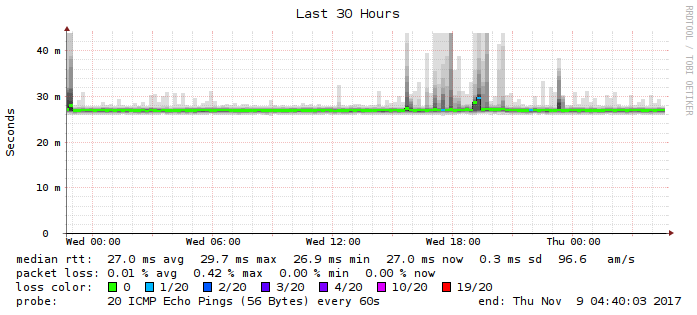 Last 30 Hours
RRDTOOL / TOBI OETIKER
Seconds
40 m
30 m
20 m
10 m
0
Wed 00:00 Wed 06:00 Wed 12:00 Wed 18:00 Thu 00:00
median rtt: 27.0 ms avg 29.7 ms max 26.9 ms min 27.0 ms now 0.3 ms sd 96.6 am/s
packet loss: 0.01 % avg 0.42 % max 0.00 % min 0.00 % now
loss color: 0 1/20 2/20 3/20 4/20 10/20 19/20
probe: 20 ICMP Echo Pings (56 Bytes) every 60s end: Thu Nov 9 04:40:03 2017